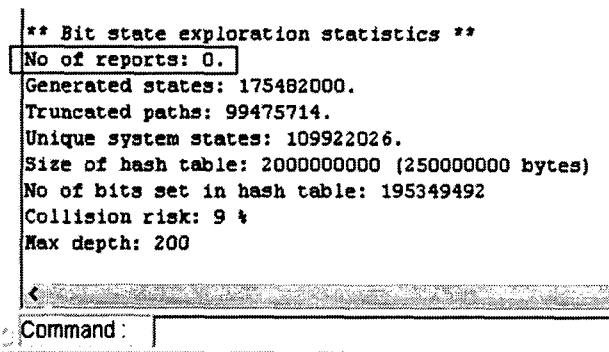 ** Bit state exploration statistics **
No of reports: 0.
Generated states: 175482000.
Truncated paths: 99475714.
Unique system states: 109922026.
Size of hash table: 2000000000 (250000000 bytes)
No of bits set in hash table: 195349492
Collision risk: 9 %
Max depth: 200
Command :